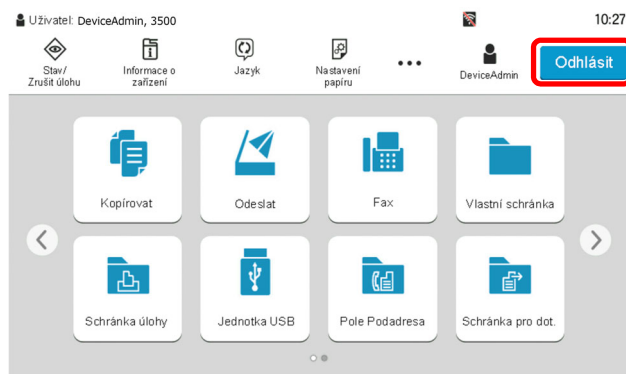 Uživatel: DeviceAdmin, 3500
10:27
Stav/
Zrušit úlohu
Informace o
zařízení
Jazyk
Nastavení
papíru
DeviceAdmin
Odhlásit
Kopírovat
Odeslat
Fax
Vlastní schránka
Schránka úlohy
Jednotka USB
Pole Podadresa
Schránka pro dot.